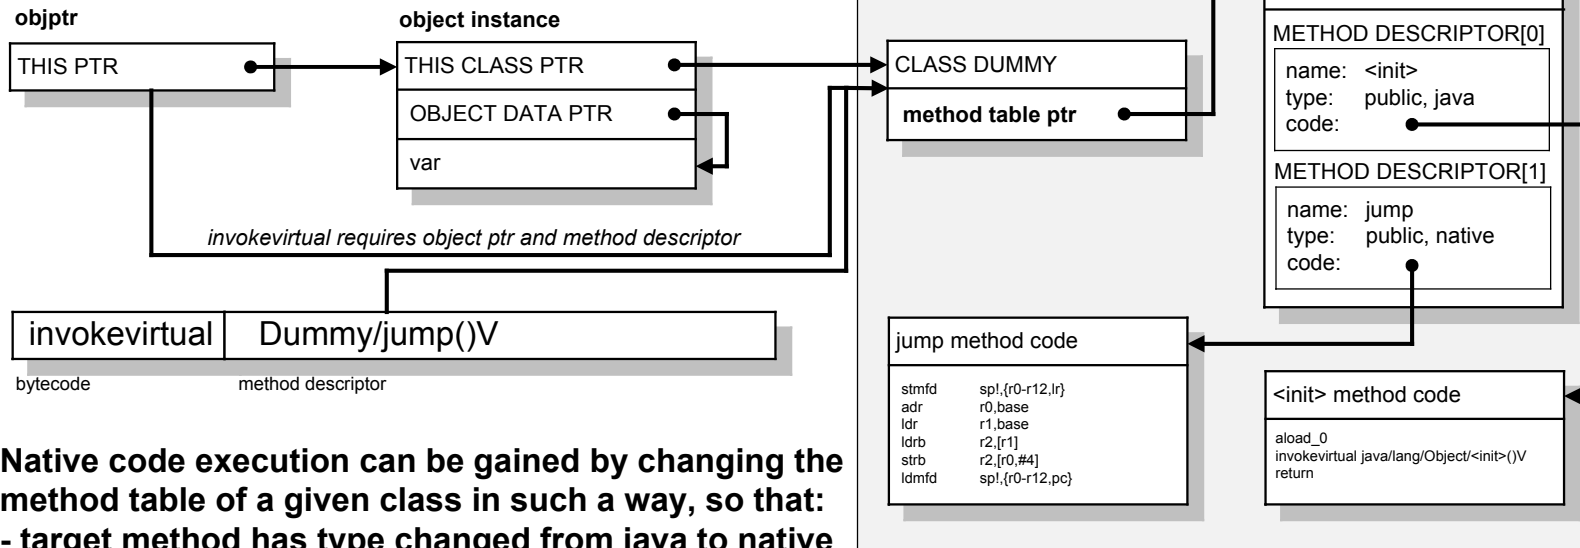 objptr
object instance
THIS PTR
THIS CLASS PTR
OBJECT DATA PTR
var
CLASS DUMMY
method table ptr
METHOD DESCRIPTOR[0]
name: <init>
type: public, java
code:
METHOD DESCRIPTOR[1]
name: jump
type: public, native
code:
invokevirtual requires object ptr and method descriptor
invokevirtual Dummy/jump()V
bytecode method descriptor
jump method code
stmfd sp!,{r0-r12,lr}
adr r0,base
ldr r1,base
ldrb r2,[r1]
strb r2,[r0,#4]
ldmfd sp!,{r0-r12,pc}
<init> method code
aload_0
invokevirtual java/lang/Object/<init>()V
return
Native code execution can be gained by changing the
method table of a given class in such a way, so that:
- target method has type changed from java to native